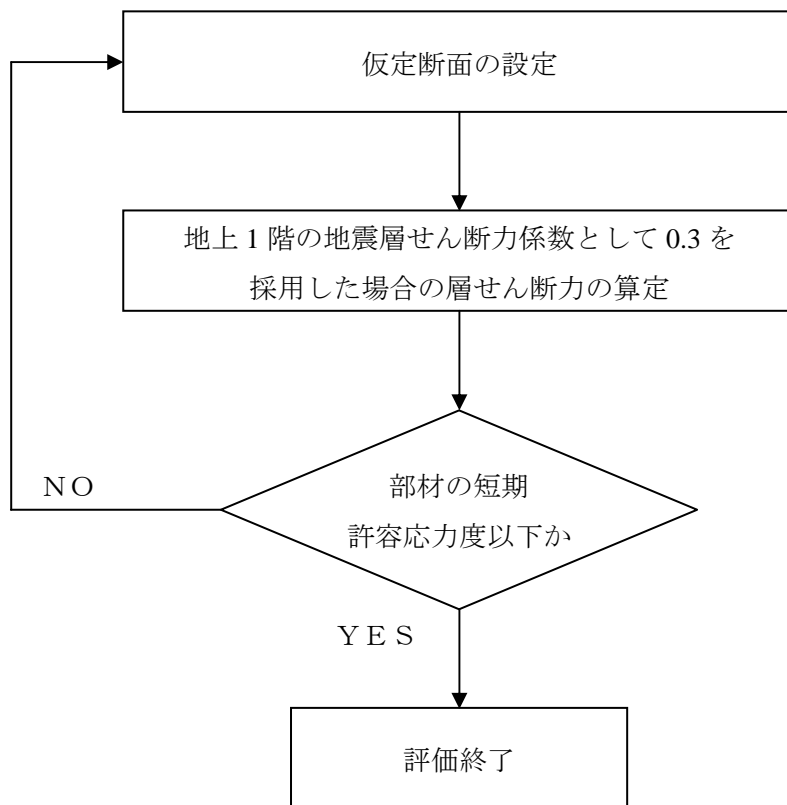 仮定断面の設定
地上 1 階の地震層せん断力係数として 0.3 を
採用した場合の層せん断力の算定
部材の短期
許容応力度以下か
ＮＯ
ＹＥＳ
評価終了